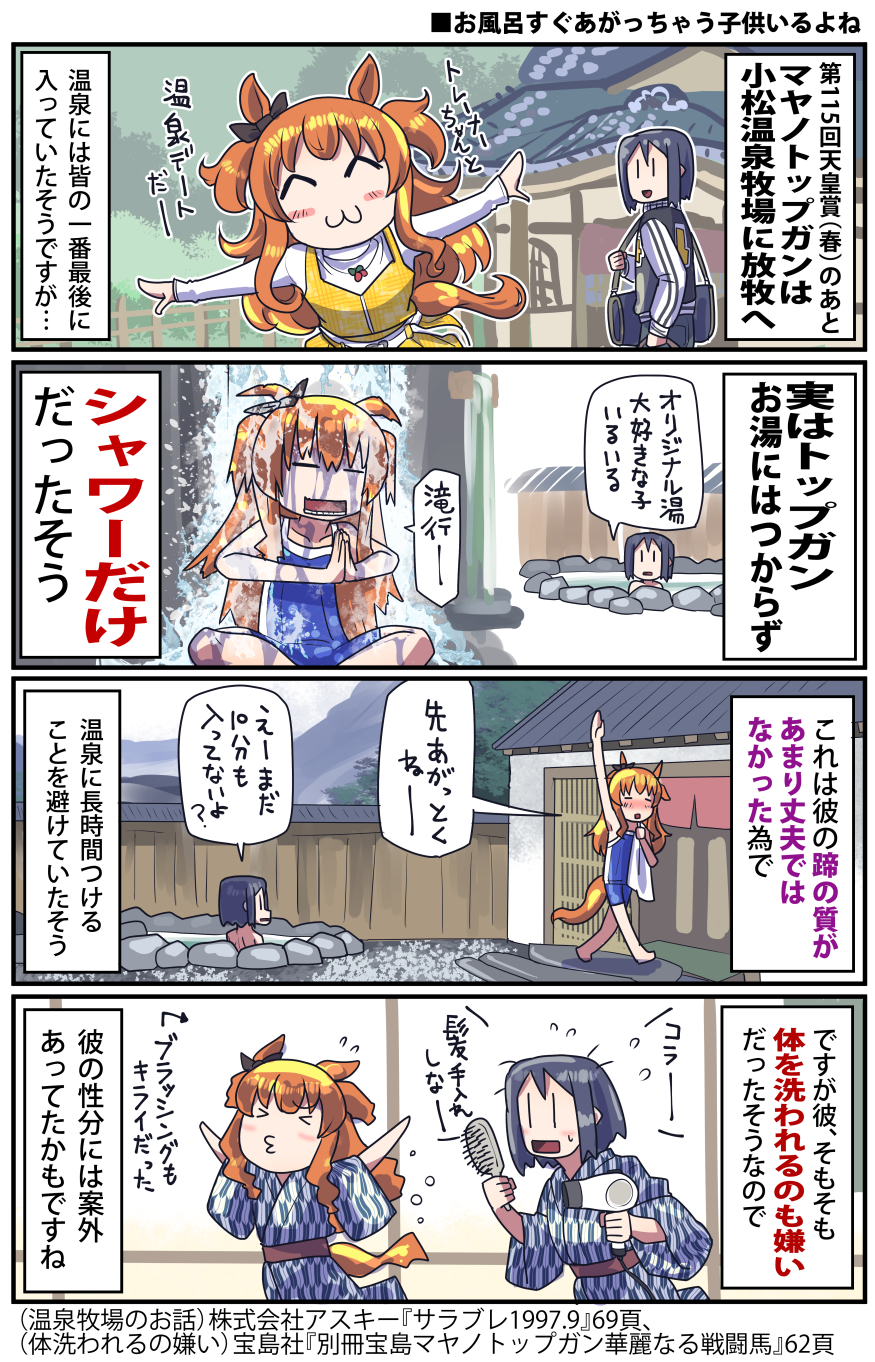 ■お風呂すぐあがっちゃう子供いるよね
第115回天皇賞（春）のあと
マヤノトップガンは
小松温泉牧場に放牧へ
トレーナー
ちゃんと
温泉デート
だー
温泉には皆の一番最後に
入っていたそうですが…
実はトップガン
お湯にはつからず
オリジナル湯
大好きな子
いるいる
滝行ー
シャワーだけ
だったそう
これは彼の蹄の質が
あまり丈夫では
なかった為で
先あがっとく
ねー
えーまだ
10分も
入ってないよ
?
温泉に長時間つける
ことを避けていたそう
ですが彼、そもそも
体を洗われるのも嫌い
だったそうなので
コラー
髪手入れ
しなー
ブラッシングも
キライだった
彼の性分には案外
あってたかもですね
（温泉牧場のお話）株式会社アスキー『サラブレ1997.9』69頁、
（体洗われるの嫌い）宝島社『別冊宝島マヤノトップガン華麗なる戦闘馬』62頁